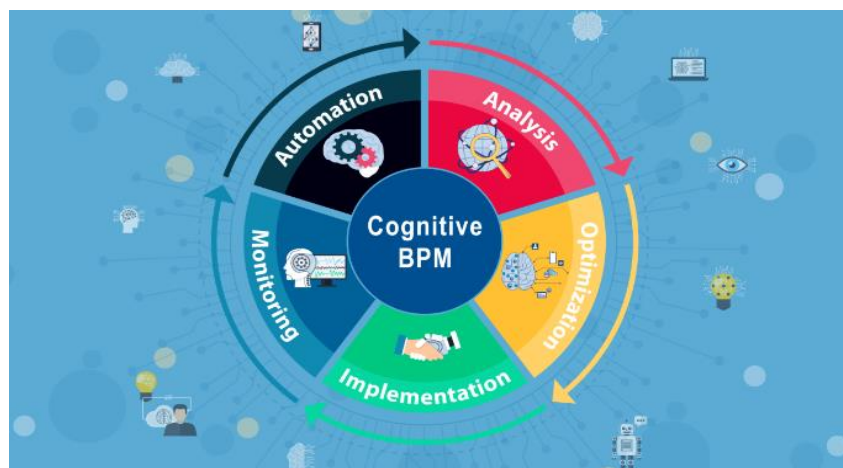 Cognitive
BPM
Analysis
Optimization
Implementation
Monitoring
Automation